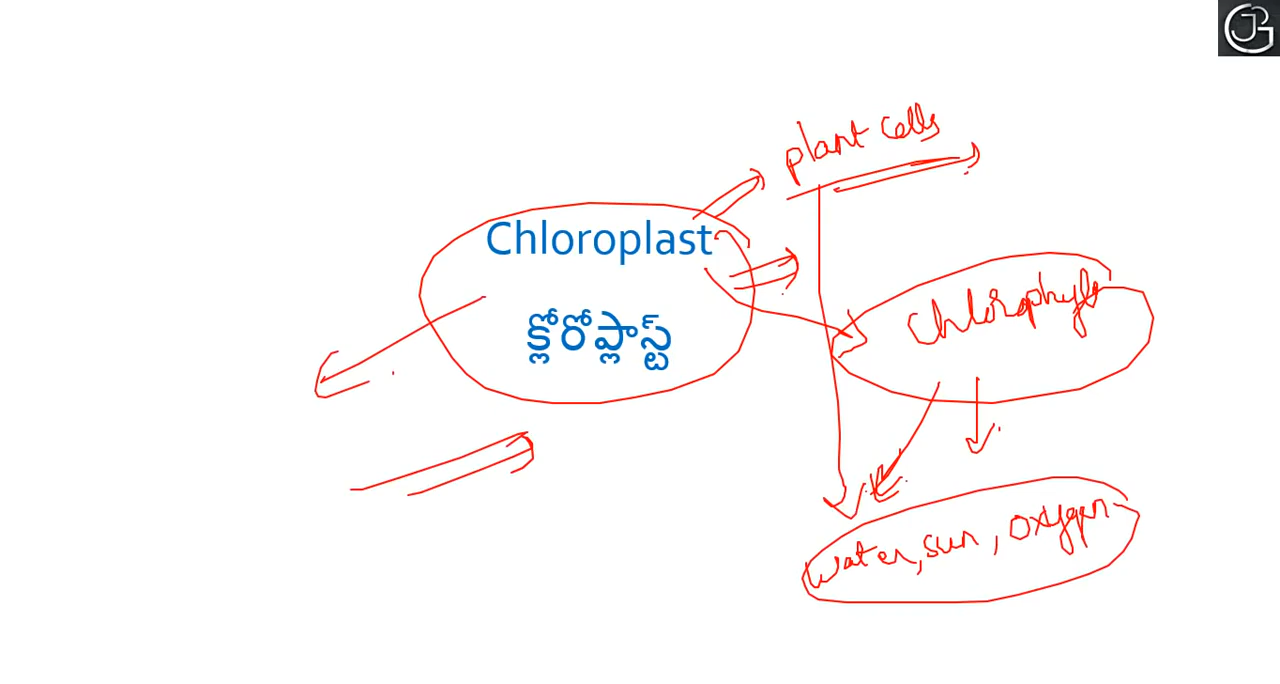 plant cells
Chloroplast
క్లోరోప్లాస్ట్
chlorophyll
water, sun, oxygen